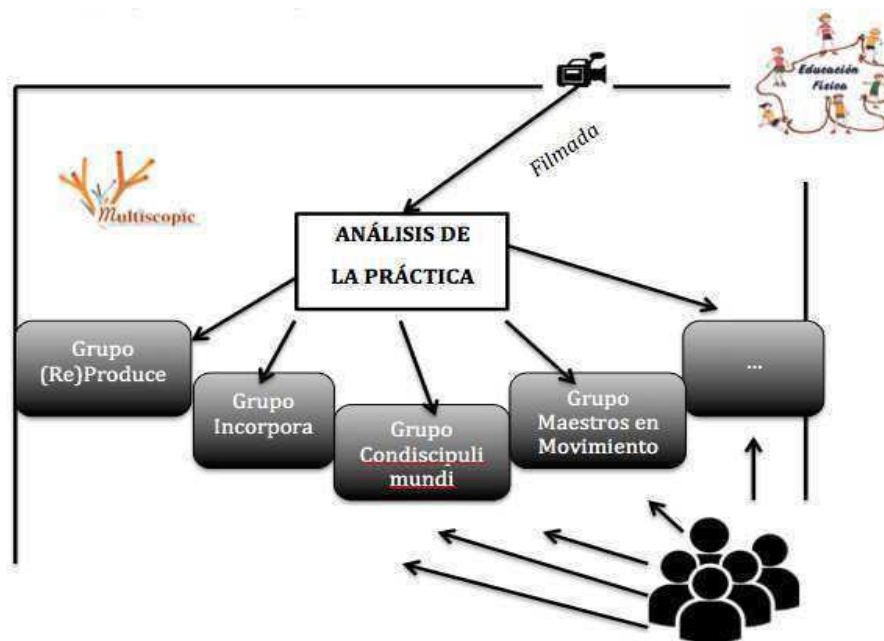 Educación
Física
Filmada
Multiscopic
ANÁLISIS DE
LA PRÁCTICA
Grupo
(Re)Produce
Grupo
Incorpora
Grupo
Condiscipuli
mundi
Grupo
Maestros en
Movimiento
...